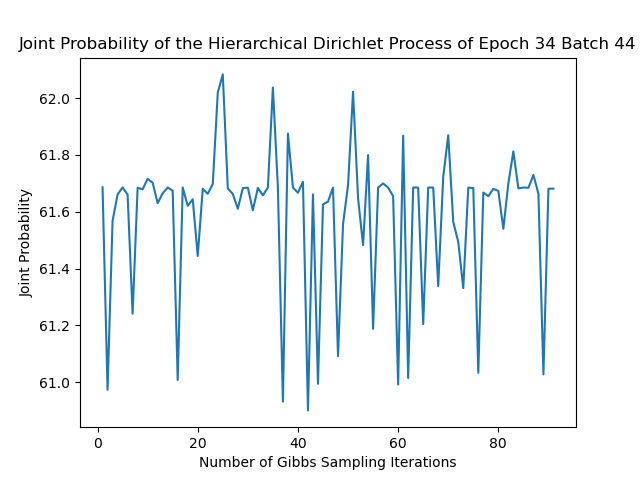 Joint Probability of the Hierarchical Dirichlet Process of Epoch 34 Batch 44
62.0
61.8
61.6
61.4
61.2
61.0
Joint Probability
0 20 40 60 80
Number of Gibbs Sampling Iterations